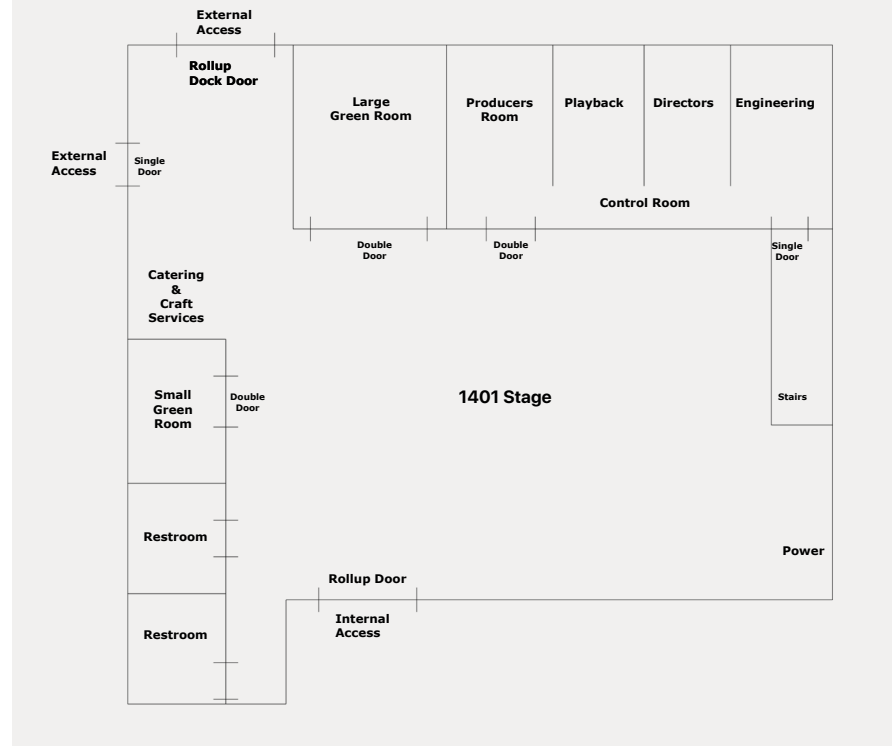 External
Access
Rollup
Dock Door
Large
Green Room
Producers
Room
Playback
Directors
Engineering
External
Access
Single
Door
Control Room
Double
Door
Double
Door
Single
Door
Catering
&
Craft
Services
Small
Green
Room
Double
Door
1401 Stage
Stairs
Restroom
Power
Rollup Door
Internal
Access
Restroom